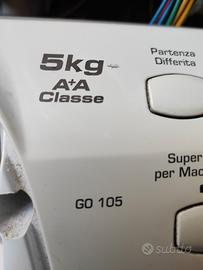 5kg
A+A
Classe
Partenza
Differita
Super
per Mac
GO 105
subito